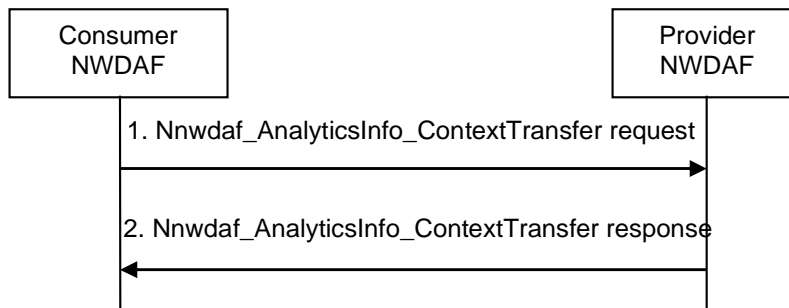 Consumer
NWDAF
Provider
NWDAF
1. Nnwdaf_AnalyticsInfo_ContextTransfer request
2. Nnwdaf_AnalyticsInfo_ContextTransfer response